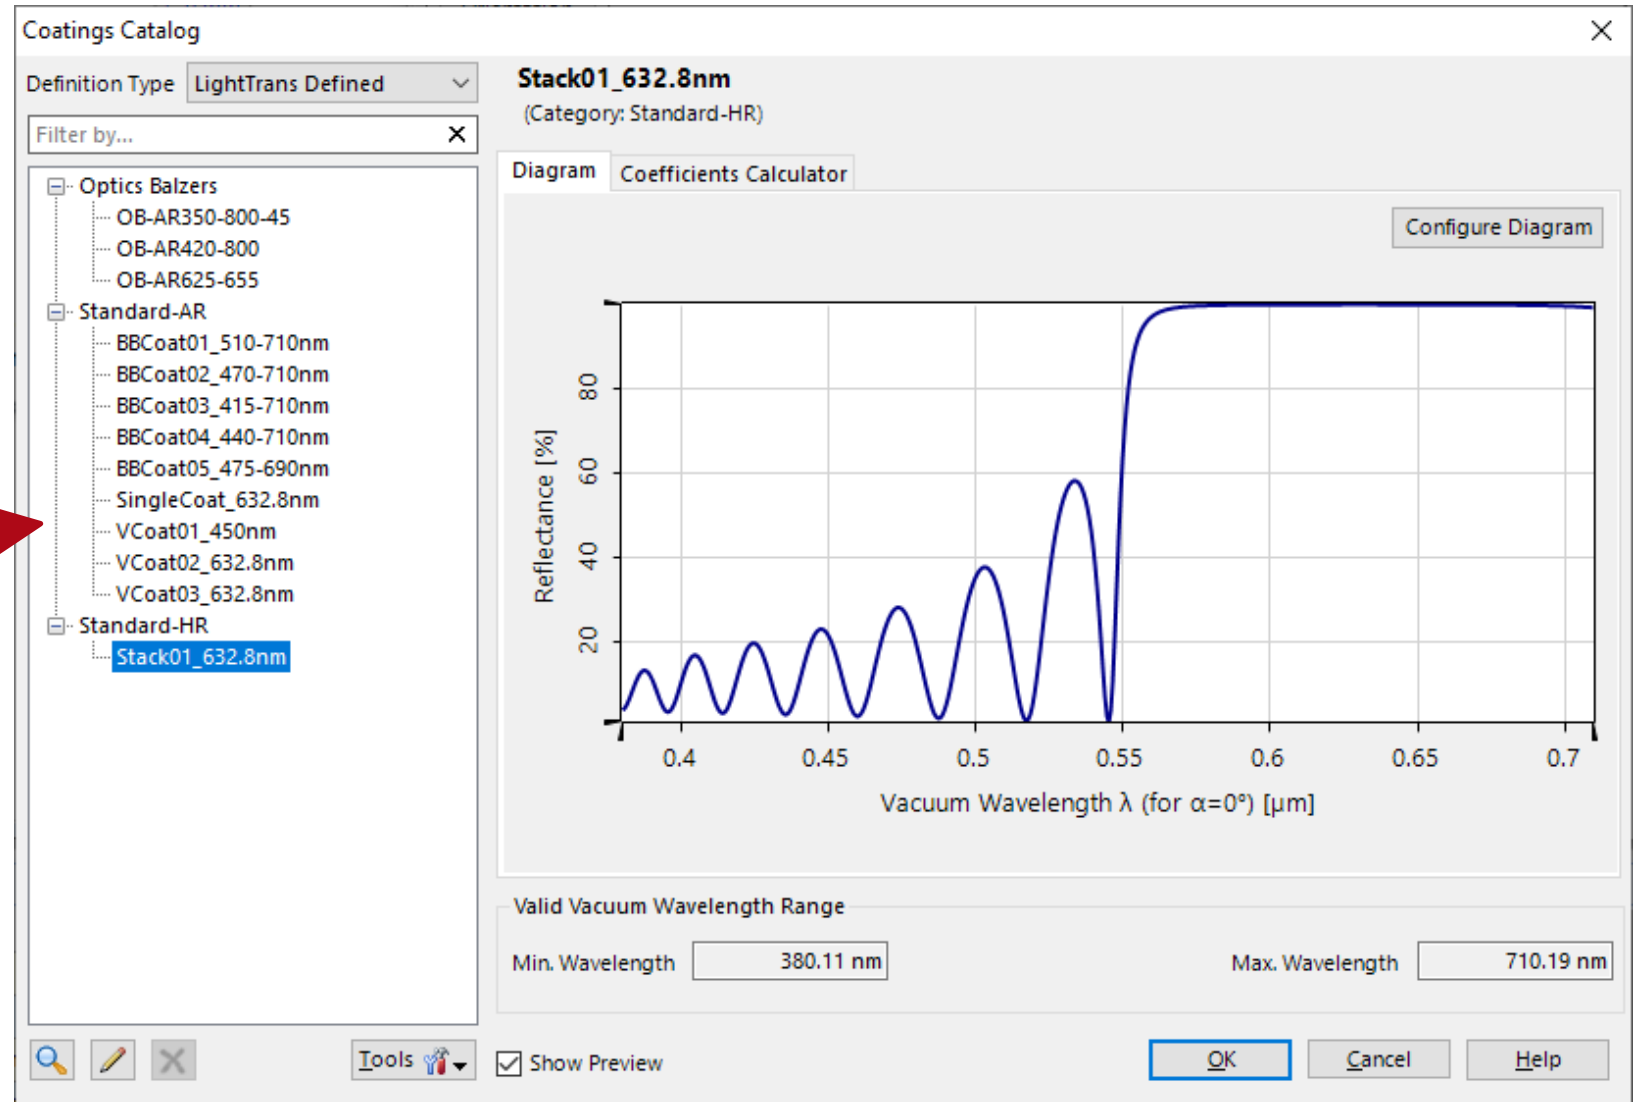 Coatings Catalog
Definition Type LightTrans Defined
Filter by...
Optics Balzers
OB-AR350-800-45
OB-AR420-800
OB-AR625-655
Standard-AR
BBCoat01_510-710nm
BBCoat02_470-710nm
BBCoat03_415-710nm
BBCoat04_440-710nm
BBCoat05_475-690nm
SingleCoat_632.8nm
VCoat01_450nm
VCoat02_632.8nm
VCoat03_632.8nm
Standard-HR
Stack01_632.8nm
Tools
Stack01_632.8nm
(Category: Standard-HR)
Diagram Coefficients Calculator
Configure Diagram
Reflectance [%]
80
60
40
20
0.4 0.45 0.5 0.55 0.6 0.65 0.7
Vacuum Wavelength λ (for α=0°) [µm]
Valid Vacuum Wavelength Range
Min. Wavelength 380.11 nm Max. Wavelength 710.19 nm
Show Preview OK Cancel Help